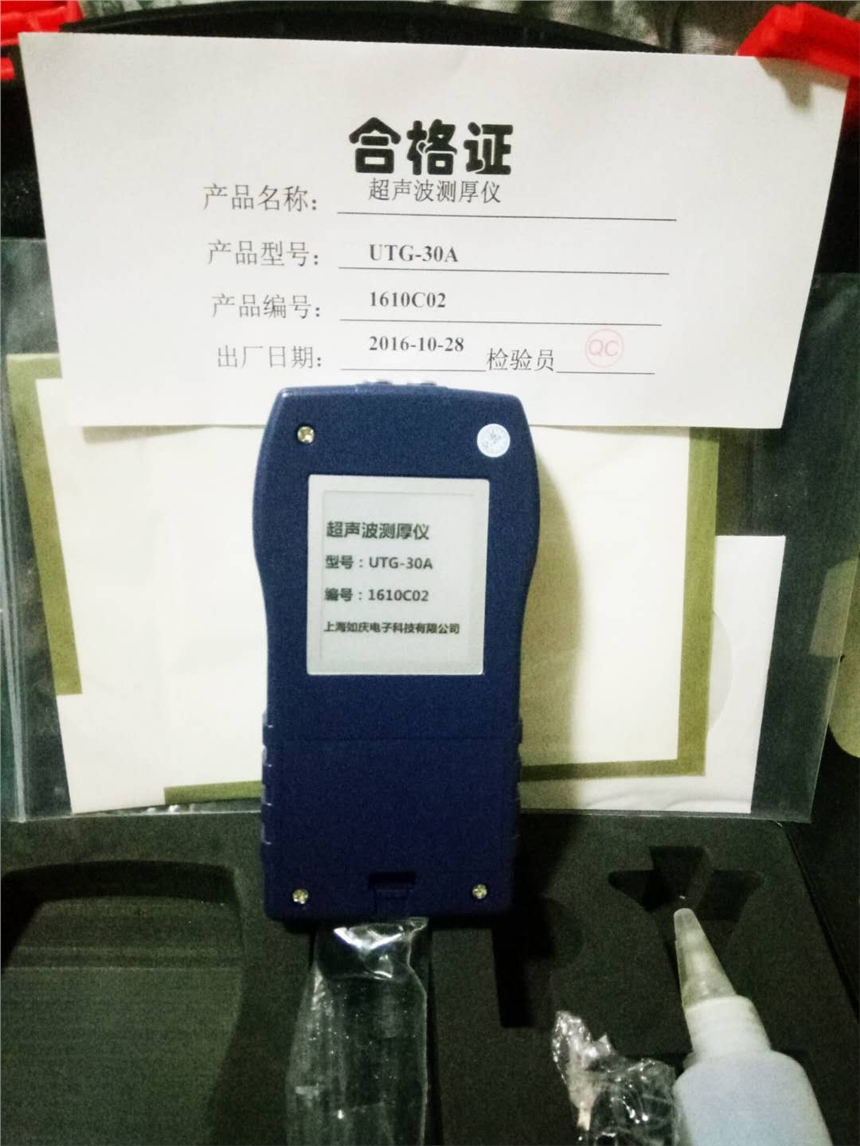 合格证
产品名称：超声波测厚仪
产品型号：UTG-30A
产品编号：1610C02
出厂日期：2016-10-28 检验员 QC
超声波测厚仪
型号：UTG-30A
编号：1610C02
上海如庆电子科技有限公司